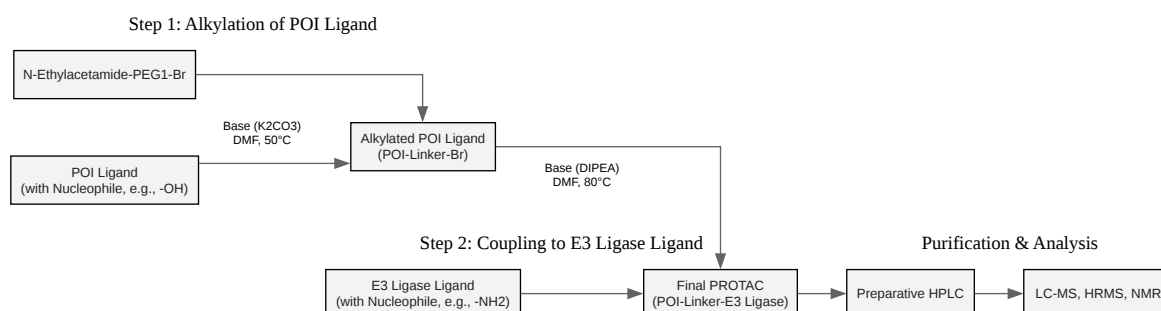 Step 1: Alkylation of POI Ligand
N-Ethylacetamide-PEG1-Br
Base (K2CO3)
DMF, 50°C
Alkylated POI Ligand
(POI-Linker-Br)
POI Ligand
(with Nucleophile, e.g., -OH)
Base (DIPEA)
DMF, 80°C
Step 2: Coupling to E3 Ligase Ligand
Purification & Analysis
E3 Ligase Ligand
(with Nucleophile, e.g., -NH2)
Final PROTAC
(POI-Linker-E3 Ligase)
Preparative HPLC
LC-MS, HRMS, NMR